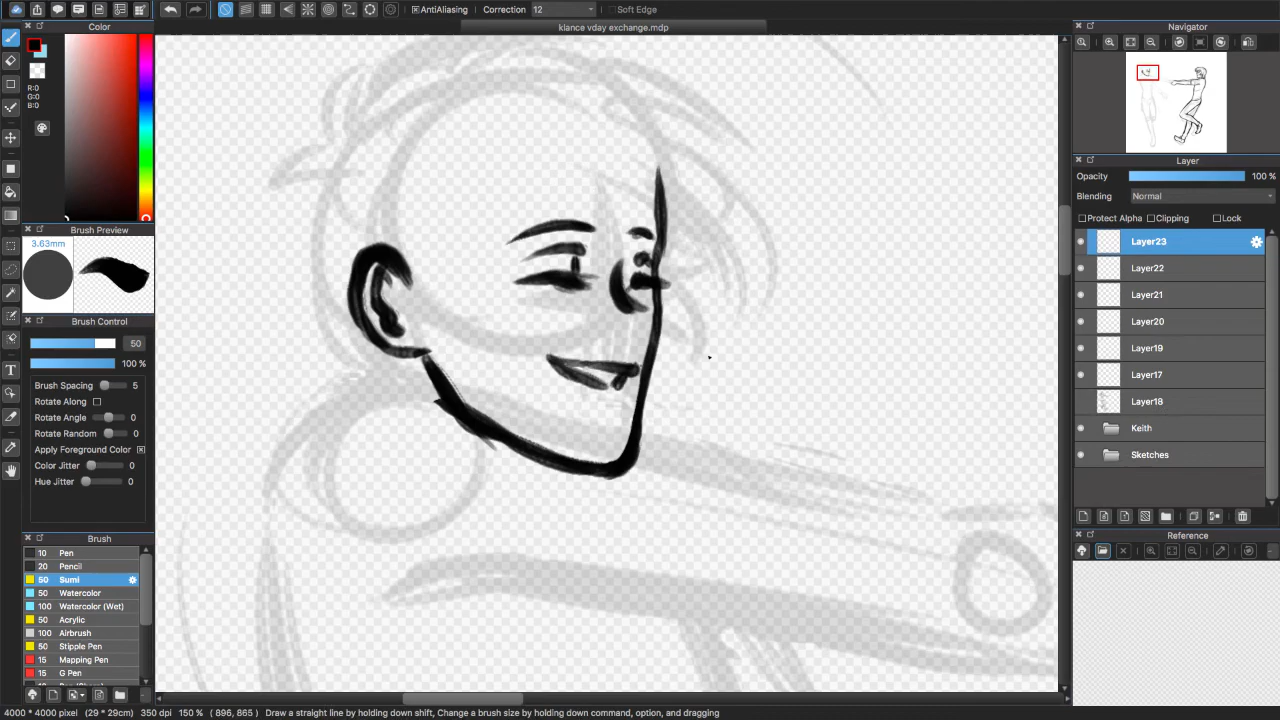 AntiAliasing
Correction
12
Soft Edge
Color
klance vday exchange.mdp
Navigator
R:0
G:0
B:0
Brush Preview
3.63mm
Brush Control
50
100 %
Brush Spacing 5
Rotate Along
Rotate Angle 0
Rotate Random 0
Apply Foreground Color
Color Jitter 0
Hue Jitter 0
Brush
10 Pen
20 Pencil
50 Sumi
50 Watercolor
100 Watercolor (Wet)
50 Acrylic
100 Airbrush
50 Stipple Pen
15 Mapping Pen
15 G Pen
Layer
Opacity 100 %
Blending Normal
Protect Alpha Clipping Lock
Layer23
Layer22
Layer21
Layer20
Layer19
Layer17
Layer18
Keith
Sketches
Reference
4000 * 4000 pixel (29 * 29cm) 350 dpi 150 % ( 896, 865 ) Draw a straight line by holding down shift, Change a brush size by holding down command, option, and dragging